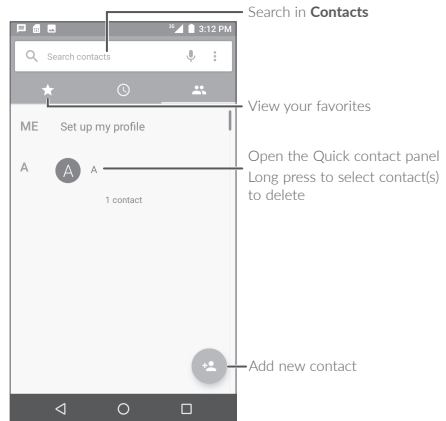 Search in Contacts
3G 3:12 PM
Search contacts
View your favorites
ME Set up my profile
A A A
Open the Quick contact panel
Long press to select contact(s)
to delete
1 contact
Add new contact